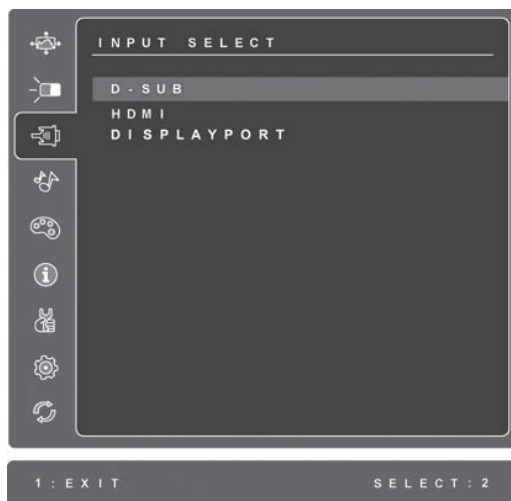 INPUT SELECT
D-SUB
HDMI
DISPLAYPORT
1:EXIT SELECT:2